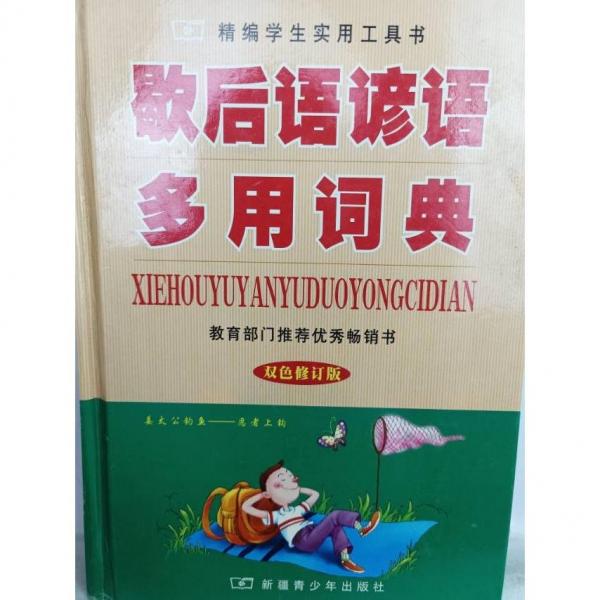 精编学生实用工具书
歇后语谚语
多用词典
XIEHOUYUYANYUDUOYONGCIDIAN
教育部门推荐优秀畅销书
双色修订版
姜太公钓鱼——忍者上钩
新疆青少年出版社